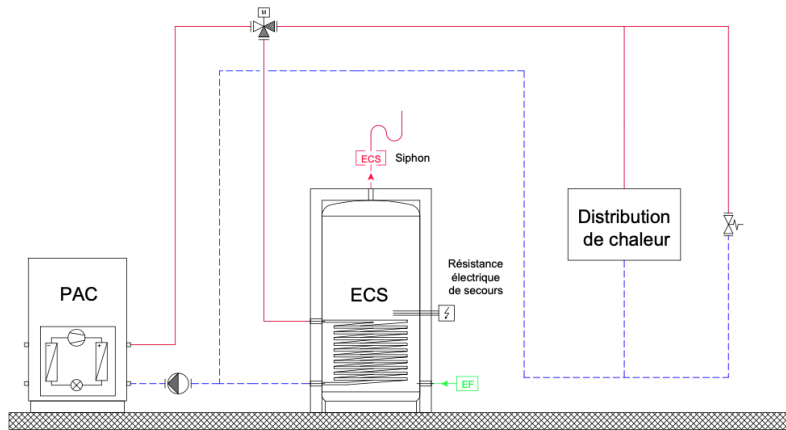 M
ECS
Siphon
Distribution
de chaleur
Résistance
électrique
de secours
PAC
ECS
EF